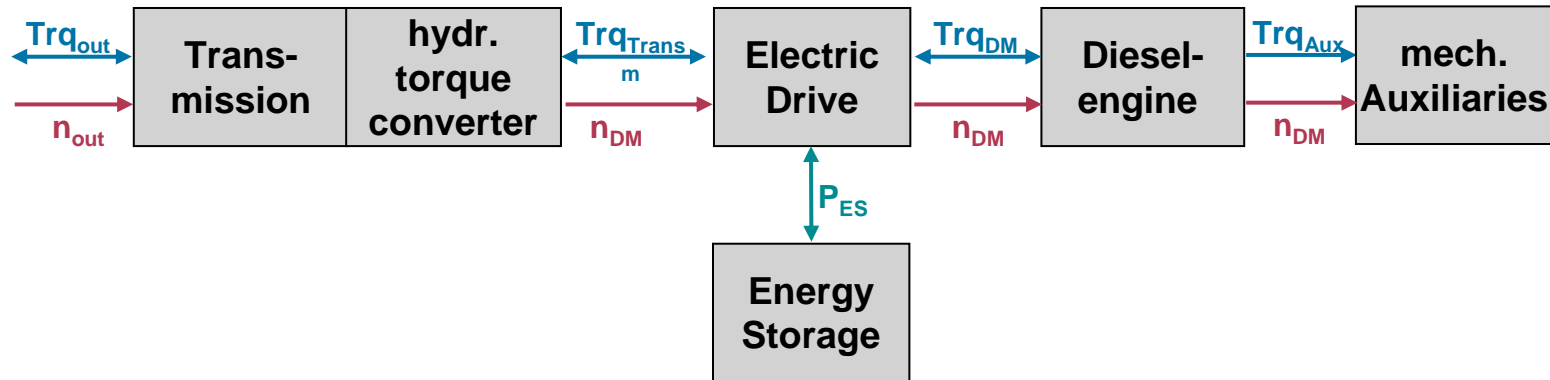 Trq_out
n_out
Trans-
mission
hydr.
torque
converter
Trq_Trans
m
n_DM
Electric
Drive
Trq_DM
n_DM
Diesel-
engine
Trq_Aux
n_DM
mech.
Auxiliaries
P_ES
Energy
Storage